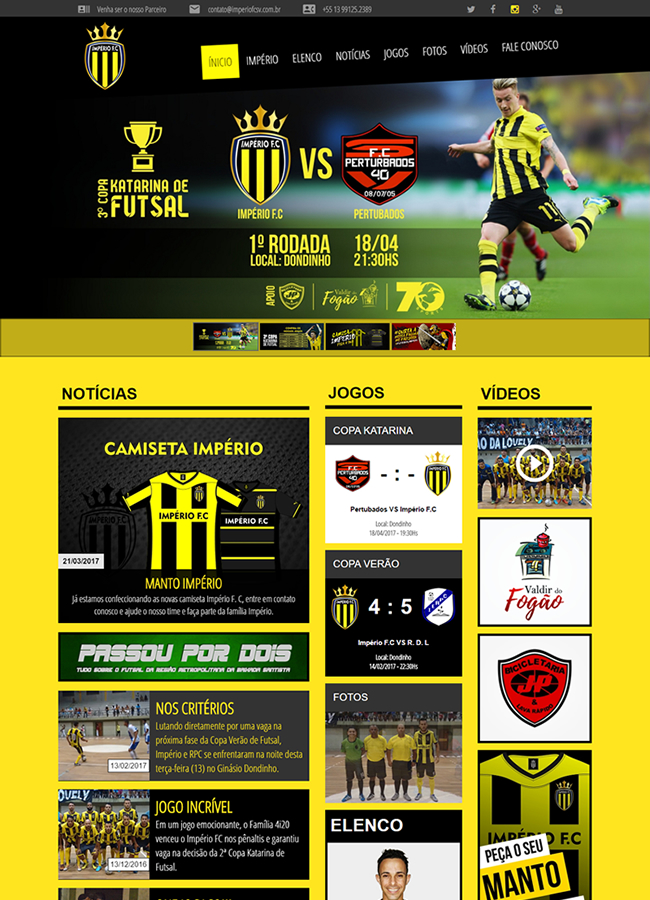 Venha ser o nosso Parceiro
contato@imperiofcsv.com.br
+55 13 99125.2389
IMPÉRIO F.C
ÍNICIO
IMPÉRIO
ELENCO
NOTÍCIAS
JOGOS
FOTOS
VÍDEOS
FALE CONOSCO
3º COPA
KATARINA DE
FUTSAL
IMPÉRIO F.C
VS
F.C
PERTURBADOS
40
08/07/05
IMPÉRIO F.C
PERTUBADOS
1º RODADA
LOCAL: DONDINHO
18/04
21:30HS
APOIO
Valdir do
Fogão
70
NOTÍCIAS
CAMISETA IMPÉRIO
IMPÉRIO F.C
IMPÉRIO F.C
21/03/2017
MANTO IMPÉRIO
Já estamos confeccionando as novas camiseta Império F. C, entre em contato
conosco e ajude o nosso time e faça parte da família Império.
PASSOU POR DOIS
TUDO SOBRE O FUTSAL DA REGIÃO METROPOLITANA DA BAIXADA SANTISTA
NOS CRITÉRIOS
Lutando diretamente por uma vaga na
próxima fase da Copa Verão de Futsal,
Império e RPC se enfrentaram na noite desta
terça-feira (13) no Ginásio Dondinho.
13/02/2017
JOGO INCRÍVEL
Em um jogo emocionante, o Família 4i20
venceu o Império FC nos pênaltis e garantiu
vaga na decisão da 2ª Copa Katarina de
Futsal.
13/12/2016
JOGOS
COPA KATARINA
- : -
Pertubados VS Império F.C
Local: Dondinho
18/04/2017 - 19:30Hs
COPA VERÃO
4 : 5
Império F.C VS R. D. L
Local: Dondinho
14/02/2017 - 22:30Hs
FOTOS
ELENCO
VÍDEOS
ÃO DA LOVELY
Valdir do
Fogão
BICICLETARIA
JP
&
LAVA RÁPIDO
IMPÉRIO F.C
PEÇA O SEU
MANTO